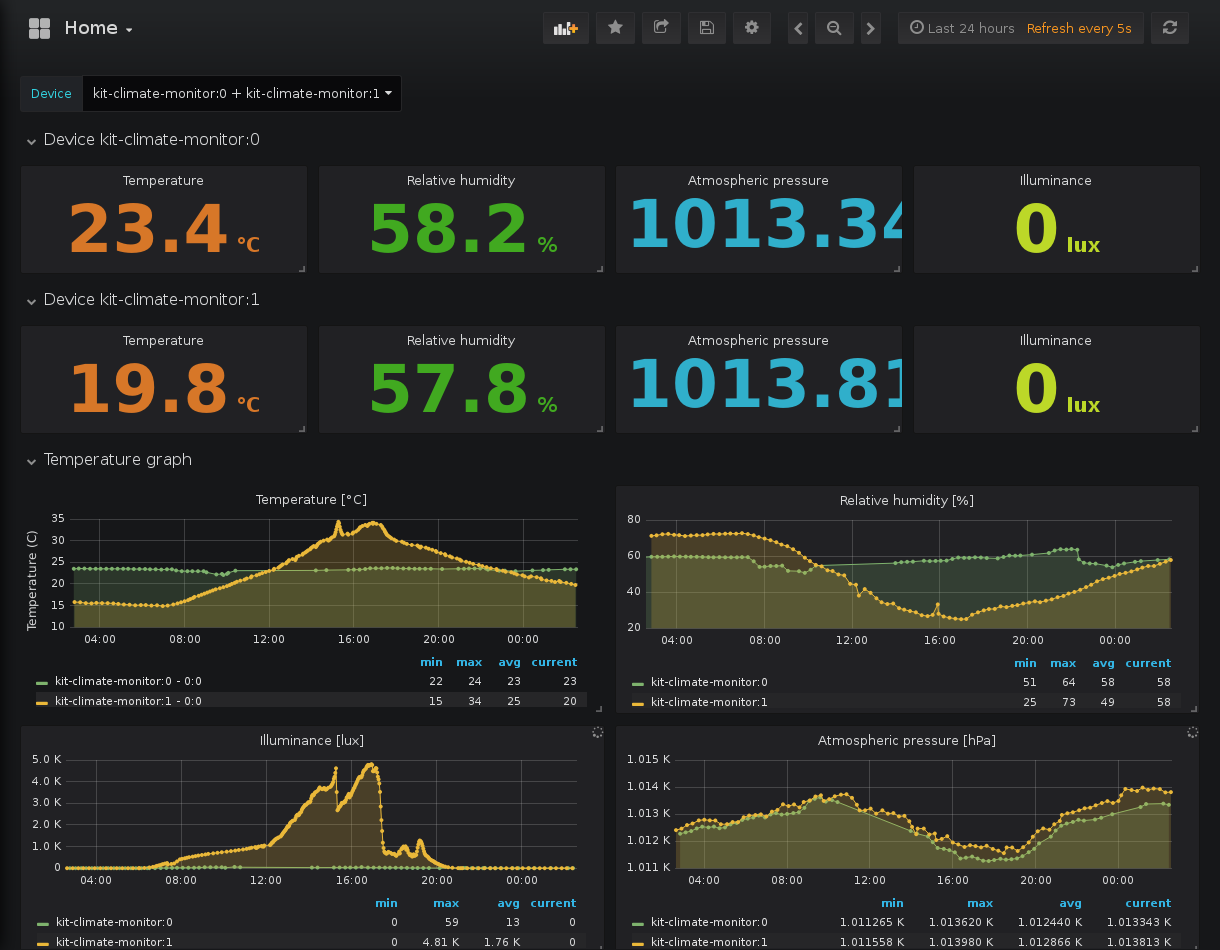 Home
Last 24 hours Refresh every 5s
Device kit-climate-monitor:0 + kit-climate-monitor:1
Device kit-climate-monitor:0
Temperature Relative humidity Atmospheric pressure Illuminance
23.4 °C 58.2 % 1013.34 0 lux
Device kit-climate-monitor:1
Temperature Relative humidity Atmospheric pressure Illuminance
19.8 °C 57.8 % 1013.81 0 lux
Temperature graph
Temperature [°C]
Temperature (C)
35
30
25
20
15
10
04:00 08:00 12:00 16:00 20:00 00:00
min max avg current
kit-climate-monitor:0 - 0:0 22 24 23 23
kit-climate-monitor:1 - 0:0 15 34 25 20
Relative humidity [%]
80
60
40
20
04:00 08:00 12:00 16:00 20:00 00:00
min max avg current
kit-climate-monitor:0 51 64 58 58
kit-climate-monitor:1 25 73 49 58
Illuminance [lux]
5.0 K
4.0 K
3.0 K
2.0 K
1.0 K
0
04:00 08:00 12:00 16:00 20:00 00:00
min max avg current
kit-climate-monitor:0 0 59 13 0
kit-climate-monitor:1 0 4.81 K 1.76 K 0
Atmospheric pressure [hPa]
1.015 K
1.014 K
1.013 K
1.012 K
1.011 K
04:00 08:00 12:00 16:00 20:00 00:00
min max avg current
kit-climate-monitor:0 1.011265 K 1.013620 K 1.012440 K 1.013343 K
kit-climate-monitor:1 1.011558 K 1.013980 K 1.012866 K 1.013813 K